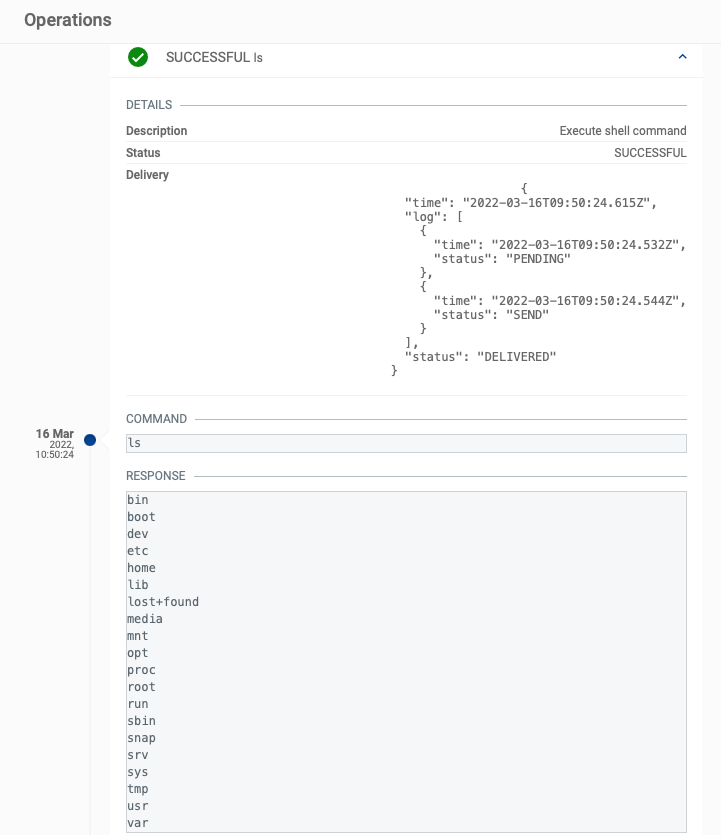 Operations
SUCCESSFUL ls
DETAILS
Description Execute shell command
Status SUCCESSFUL
Delivery
{
"time": "2022-03-16T09:50:24.615Z",
"log": [
{
"time": "2022-03-16T09:50:24.532Z",
"status": "PENDING"
},
{
"time": "2022-03-16T09:50:24.544Z",
"status": "SEND"
}
],
"status": "DELIVERED"
}
COMMAND
16 Mar
2022,
10:50:24
ls
RESPONSE
bin
boot
dev
etc
home
lib
lost+found
media
mnt
opt
proc
root
run
sbin
snap
srv
sys
tmp
usr
var